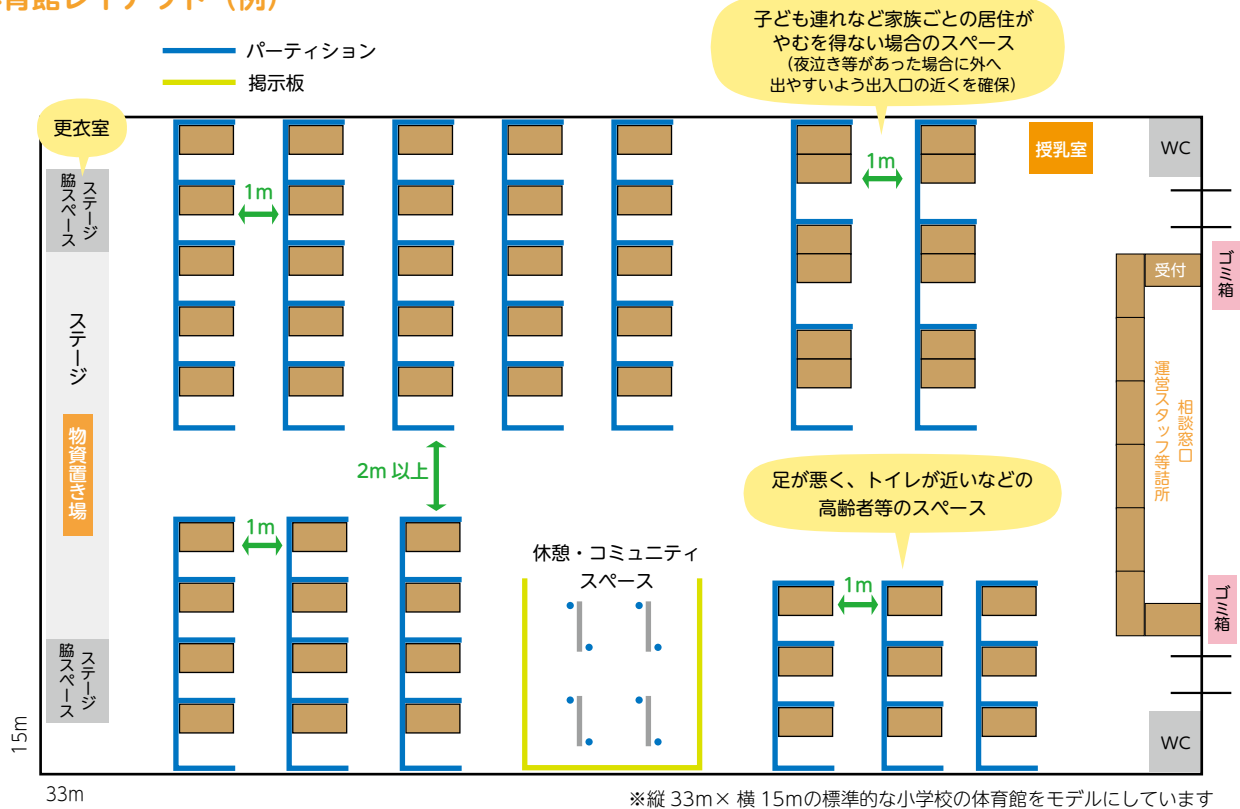 育館レイアウト（例）
パーティション
掲示板
子ども連れなど家族ごとの居住が
やむを得ない場合のスペース
（夜泣き等があった場合に外へ
出やすいよう出入口の近くを確保）
更衣室
ステージ
脇スペース
1m
1m
授乳室
WC
ゴミ箱
受付
ステージ
物資置き場
相談窓口
運営スタッフ等詰所
2m 以上
足が悪く、トイレが近いなどの
高齢者等のスペース
1m
休憩・コミュニティ
スペース
1m
ゴミ箱
ステージ
脇スペース
WC
15m
33m
※縦 33m× 横 15mの標準的な小学校の体育館をモデルにしています